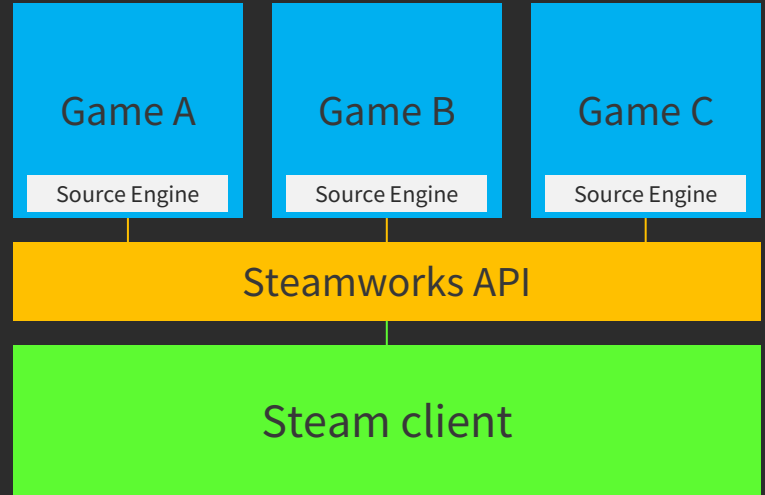 Game A
Game B
Game C
Source Engine
Source Engine
Source Engine
Steamworks API
Steam client